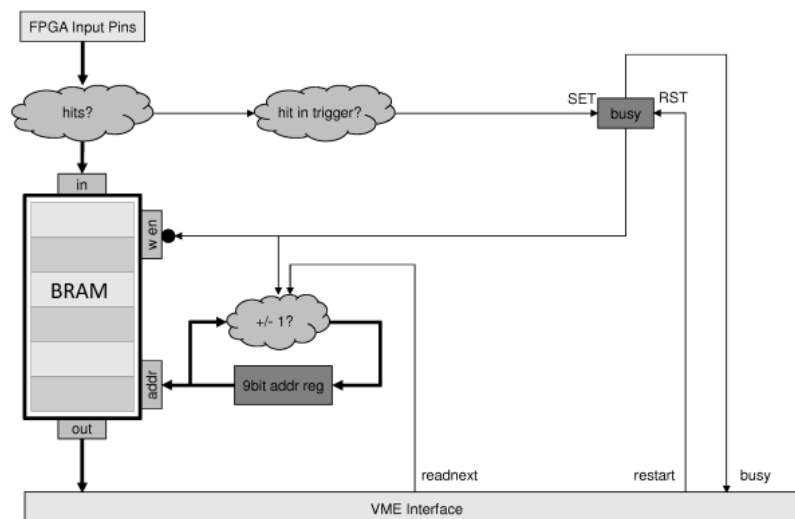 FPGA Input Pins
hits?
hit in trigger?
SET
RST
busy
in
w en
BRAM
+/- 1?
addr
9bit addr reg
out
readnext
restart
busy
VME Interface